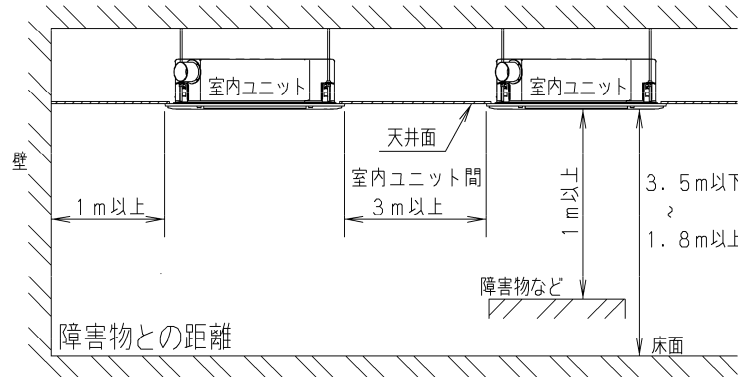 室内ユニット
室内ユニット
天井面
壁
室内ユニット間
1m以上
3m以上
1m以上
3.5m以下
~
1.8m以上
障害物など
障害物との距離
床面